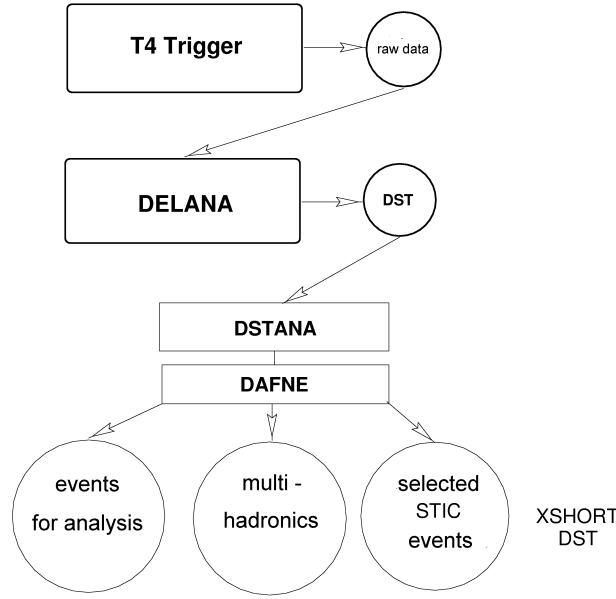 T4 Trigger
raw data
DELANA
DST
DSTANA
DAFNE
events
for analysis
multi -
hadronics
selected
STIC
events
XSHORT
DST